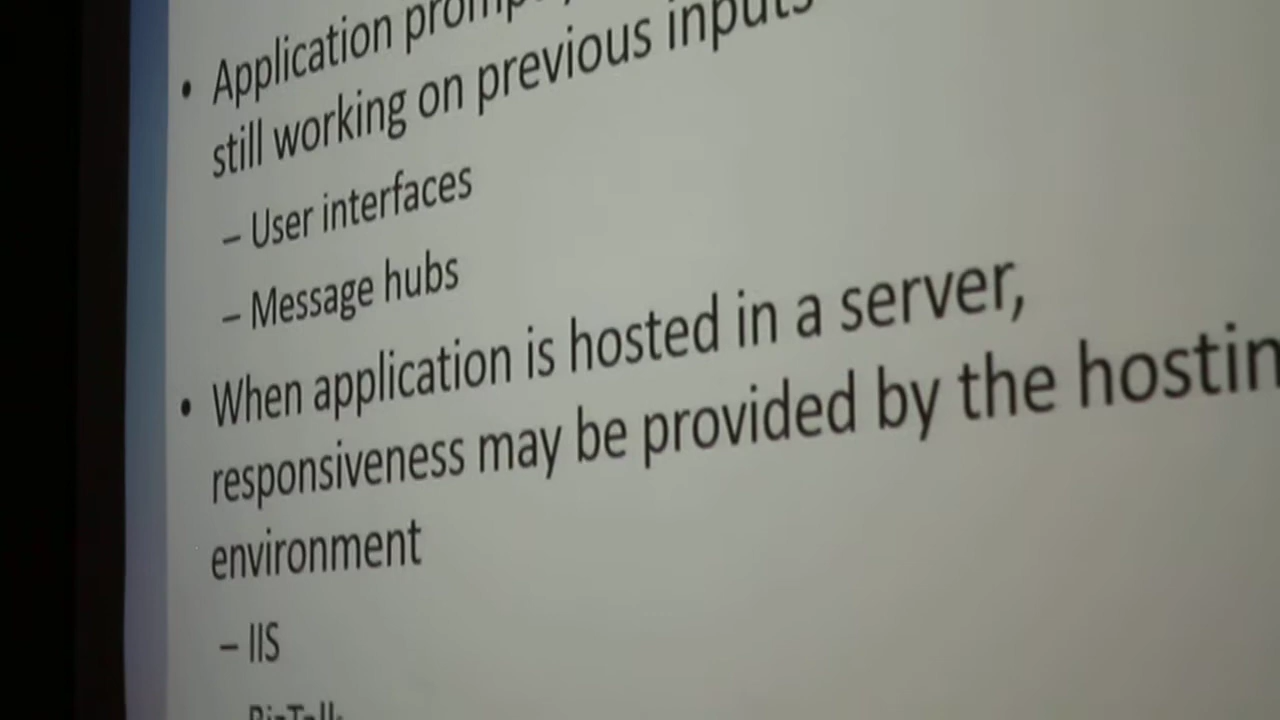 • Application
still working on previous inputs
– User interfaces
– Message hubs
• When application is hosted in a server,
responsiveness may be provided by the hostin
environment
– IIS